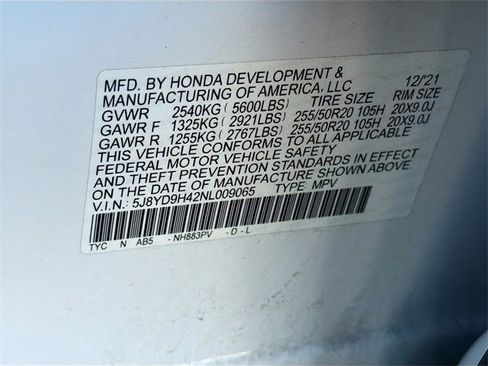 MFD. BY HONDA DEVELOPMENT &
MANUFACTURING OF AMERICA, LLC 12/'21
GVWR 2540KG ( 5600LBS) TIRE SIZE RIM SIZE
GAWR F 1325KG ( 2921LBS) 255/50R20 105H 20X9.0J
GAWR R 1255KG ( 2767LBS) 255/50R20 105H 20X9.0J
THIS VEHICLE CONFORMS TO ALL APPLICABLE
FEDERAL MOTOR VEHICLE SAFETY
AND THEFT PREVENTION STANDARDS IN EFFECT
ON THE DATE OF MANUFACTURE SHOWN ABOVE
V.I.N.: 5J8YD9H42NL009065 TYPE: MPV
TYC N AB5 - NH883PV - D - L